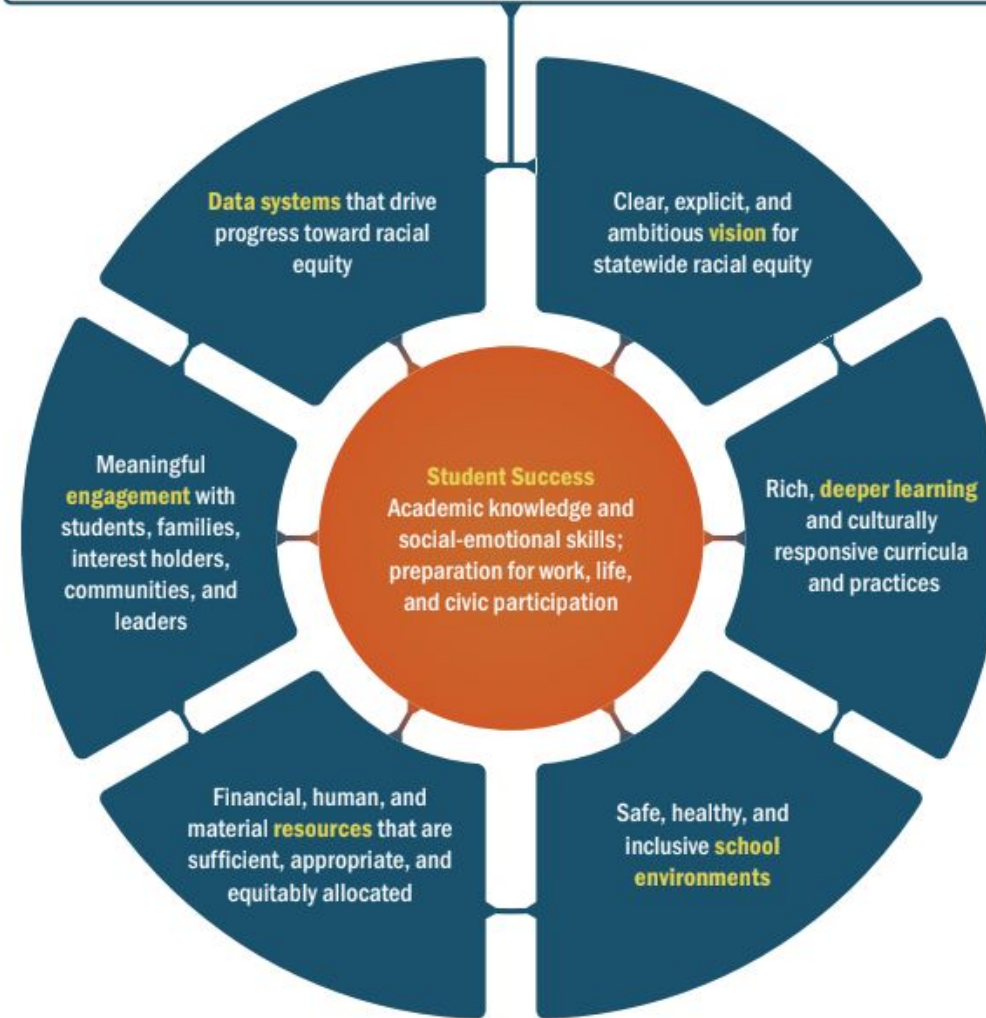 Data systems that drive
progress toward racial
equity
Clear, explicit, and
ambitious vision for
statewide racial equity
Meaningful
engagement with
students, families,
interest holders,
communities, and
leaders
Student Success
Academic knowledge and
social-emotional skills;
preparation for work, life,
and civic participation
Rich, deeper learning
and culturally
responsive curricula
and practices
Financial, human, and
material resources that are
sufficient, appropriate, and
equitably allocated
Safe, healthy, and
inclusive school
environments